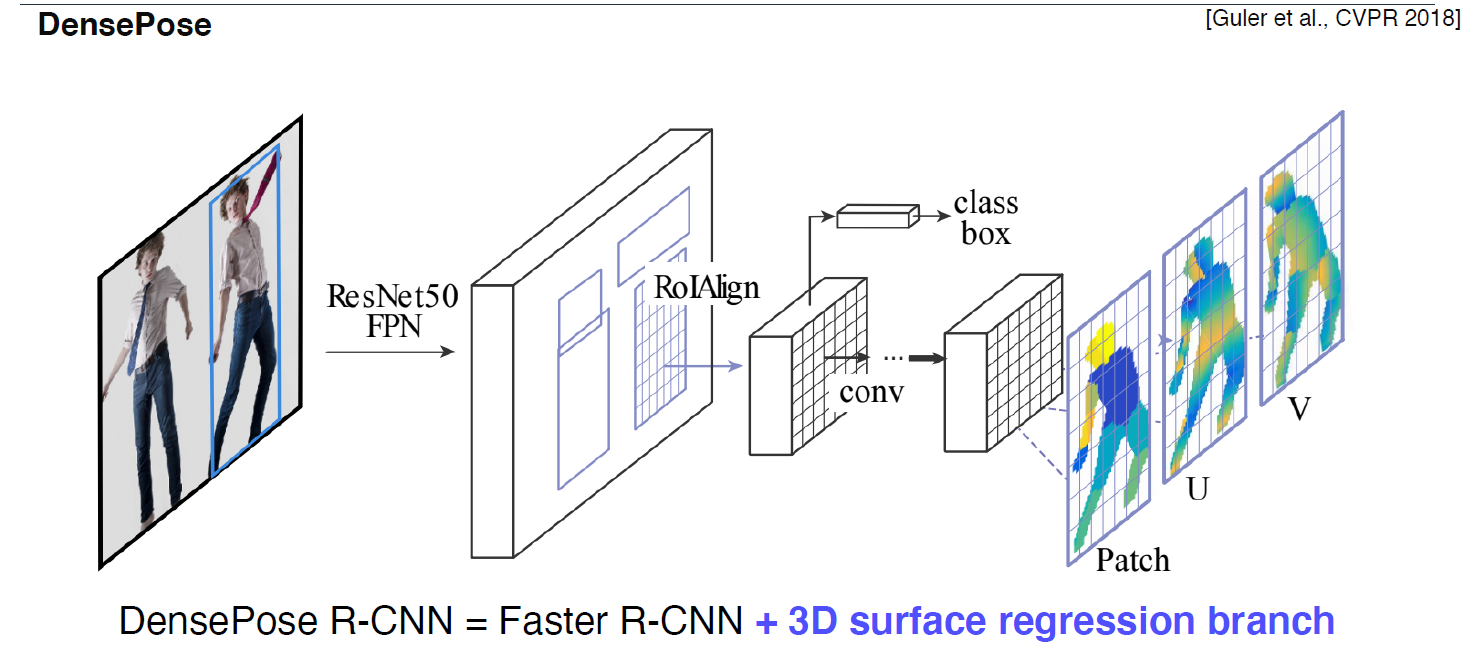 DensePose
[Guler et al., CVPR 2018]
ResNet50
FPN
RoIAlign
class
box
...
conv
V
U
Patch
DensePose R-CNN = Faster R-CNN + 3D surface regression branch